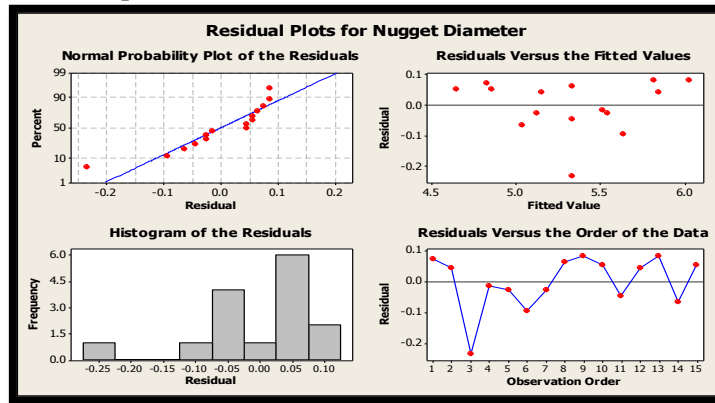 Residual Plots for Nugget Diameter
Normal Probability Plot of the Residuals
99
90
50
10
1
Percent
-0.2 -0.1 0.0 0.1 0.2
Residual
Residuals Versus the Fitted Values
0.1
0.0
-0.1
-0.2
Residual
4.5 5.0 5.5 6.0
Fitted Value
Histogram of the Residuals
6.0
4.5
3.0
1.5
0.0
Frequency
-0.25 -0.20 -0.15 -0.10 -0.05 0.00 0.05 0.10
Residual
Residuals Versus the Order of the Data
0.1
0.0
-0.1
-0.2
Residual
1 2 3 4 5 6 7 8 9 10 11 12 13 14 15
Observation Order